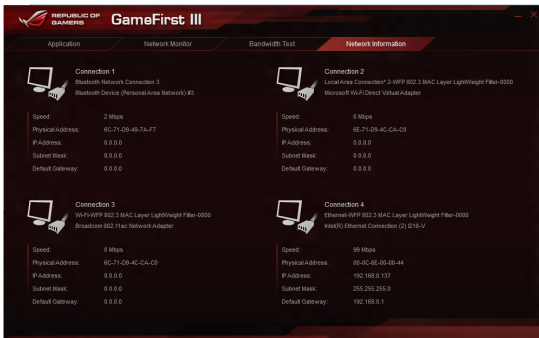 REPUBLIC OF
GAMERS
GameFirst III
Application
Network Monitor
Bandwidth Test
Network Information
Connection 1
Bluetooth Network Connection 3
Bluetooth Device (Personal Area Network) #3
Speed: 2 Mbps
Physical Address: 6C-71-D9-49-7A-F7
IP Address: 0.0.0.0
Subnet Mask: 0.0.0.0
Default Gateway: 0.0.0.0
Connection 2
Local Area Connection* 2-WFP 802.3 MAC Layer LightWeight Filter-0000
Microsoft Wi-Fi Direct Virtual Adapter
Speed: 0 Mbps
Physical Address: 6E-71-D9-4C-CA-C0
IP Address: 0.0.0.0
Subnet Mask: 0.0.0.0
Default Gateway: 0.0.0.0
Connection 3
Wi-Fi-WFP 802.3 MAC Layer LightWeight Filter-0000
Broadcom 802.11ac Network Adapter
Speed: 0 Mbps
Physical Address: 6C-71-D9-4C-CA-C0
IP Address: 0.0.0.0
Subnet Mask: 0.0.0.0
Default Gateway: 0.0.0.0
Connection 4
Ethernet-WFP 802.3 MAC Layer LightWeight Filter-0000
Intel(R) Ethernet Connection (2) I218-V
Speed: 99 Mbps
Physical Address: 00-0C-6E-00-00-44
IP Address: 192.168.0.137
Subnet Mask: 255.255.255.0
Default Gateway: 192.168.0.1